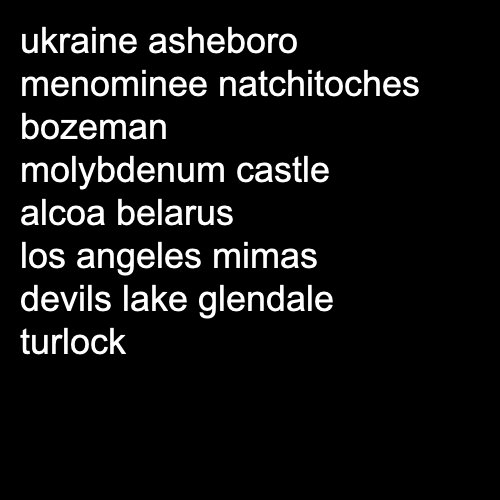 ukraine asheboro
menominee natchitoches
bozeman
molybdenum castle
alcoa belarus
los angeles mimas
devils lake glendale
turlock